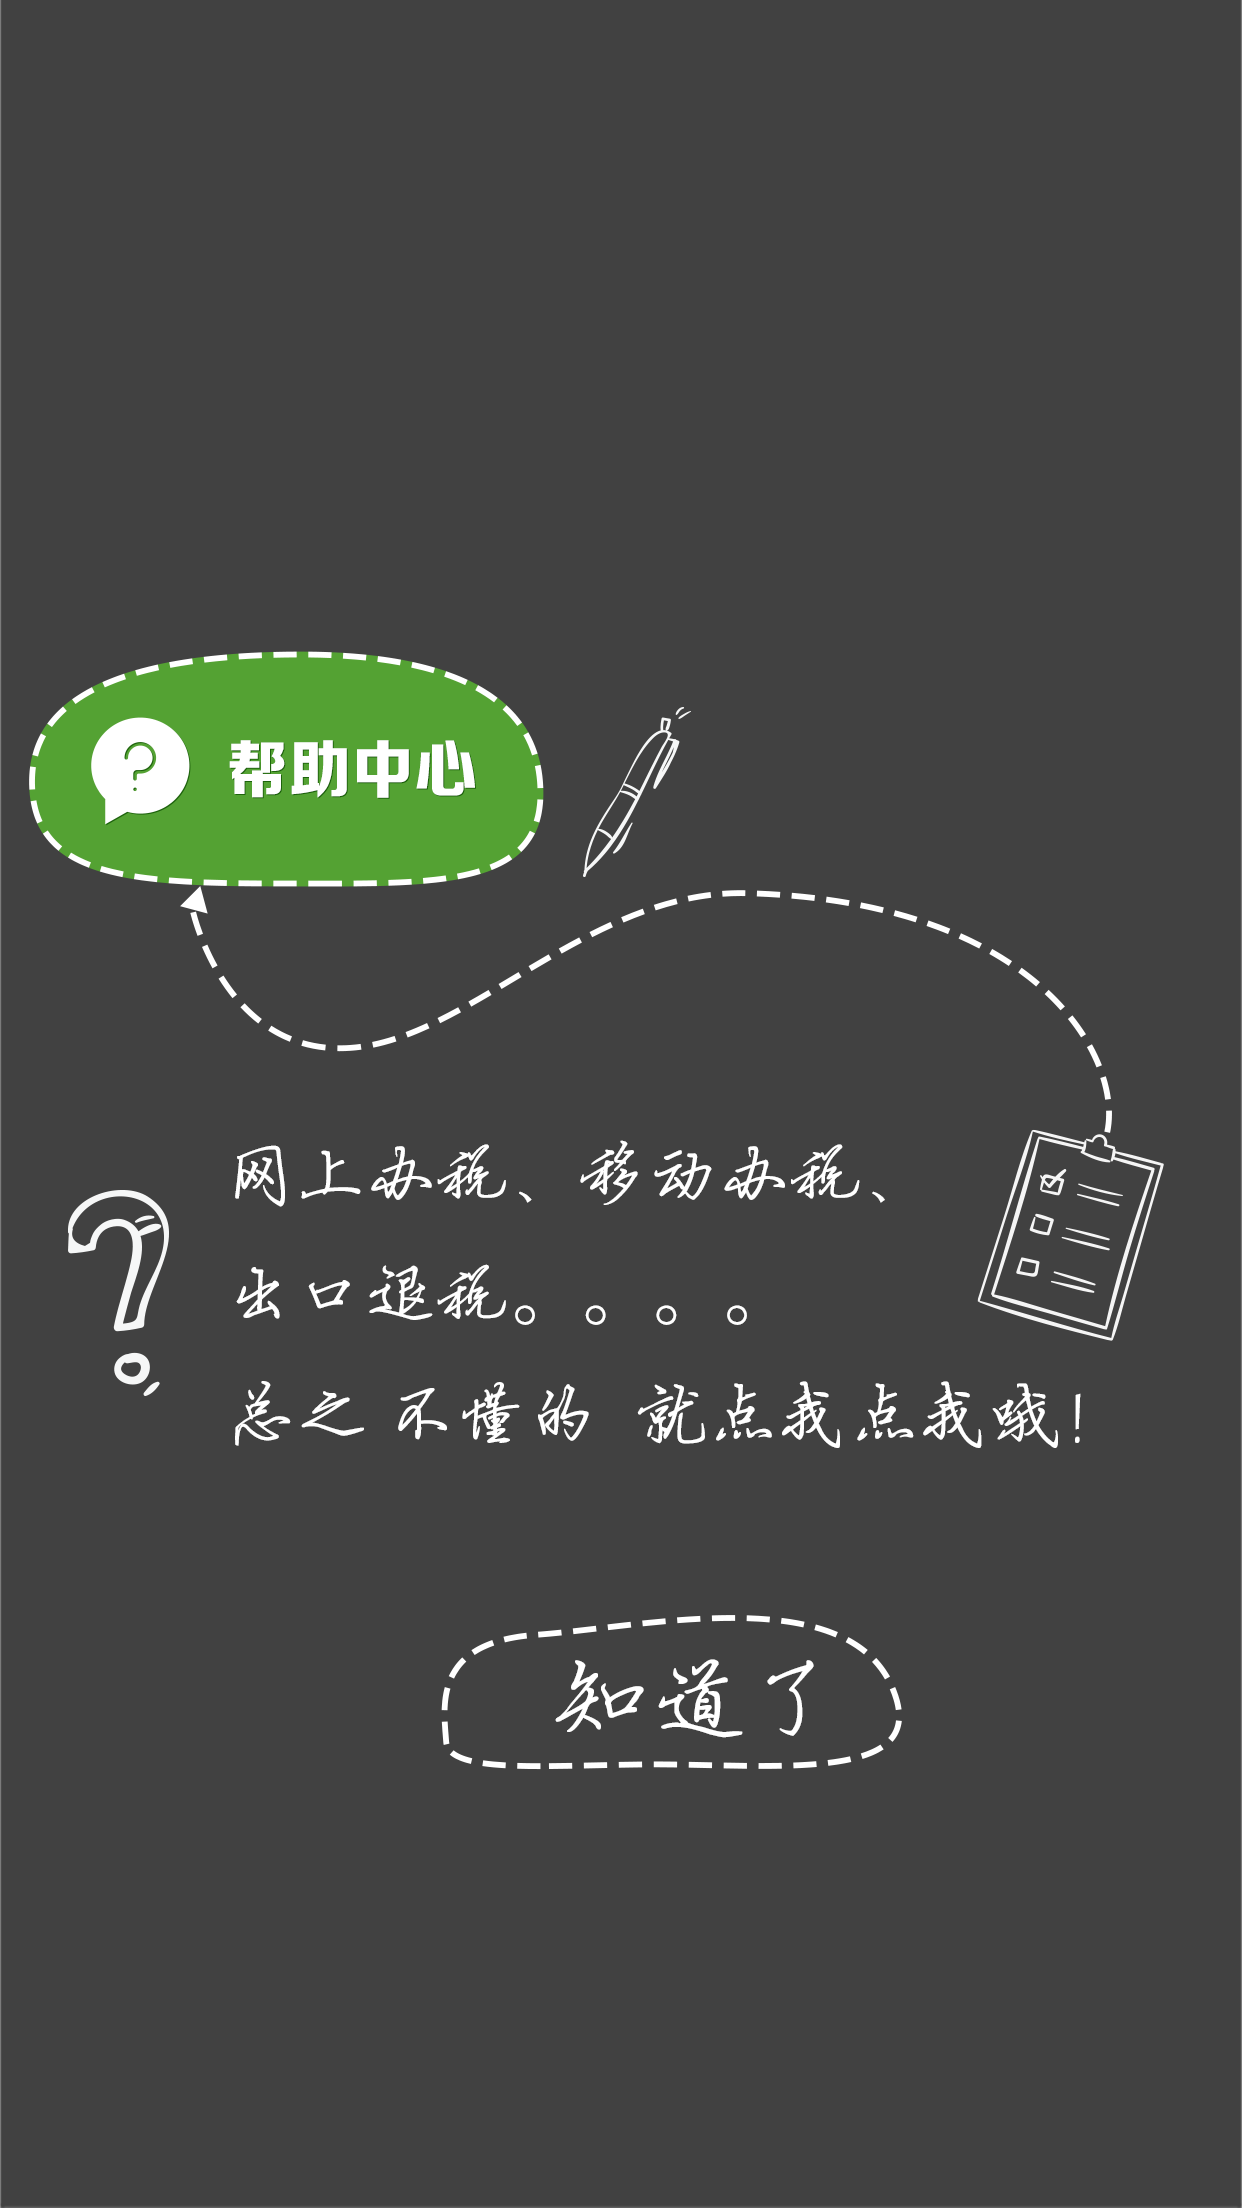 帮助中心
网上办税、移动办税、
出口退税。。。。
总之 不懂的 就点我点我哦!
知道了